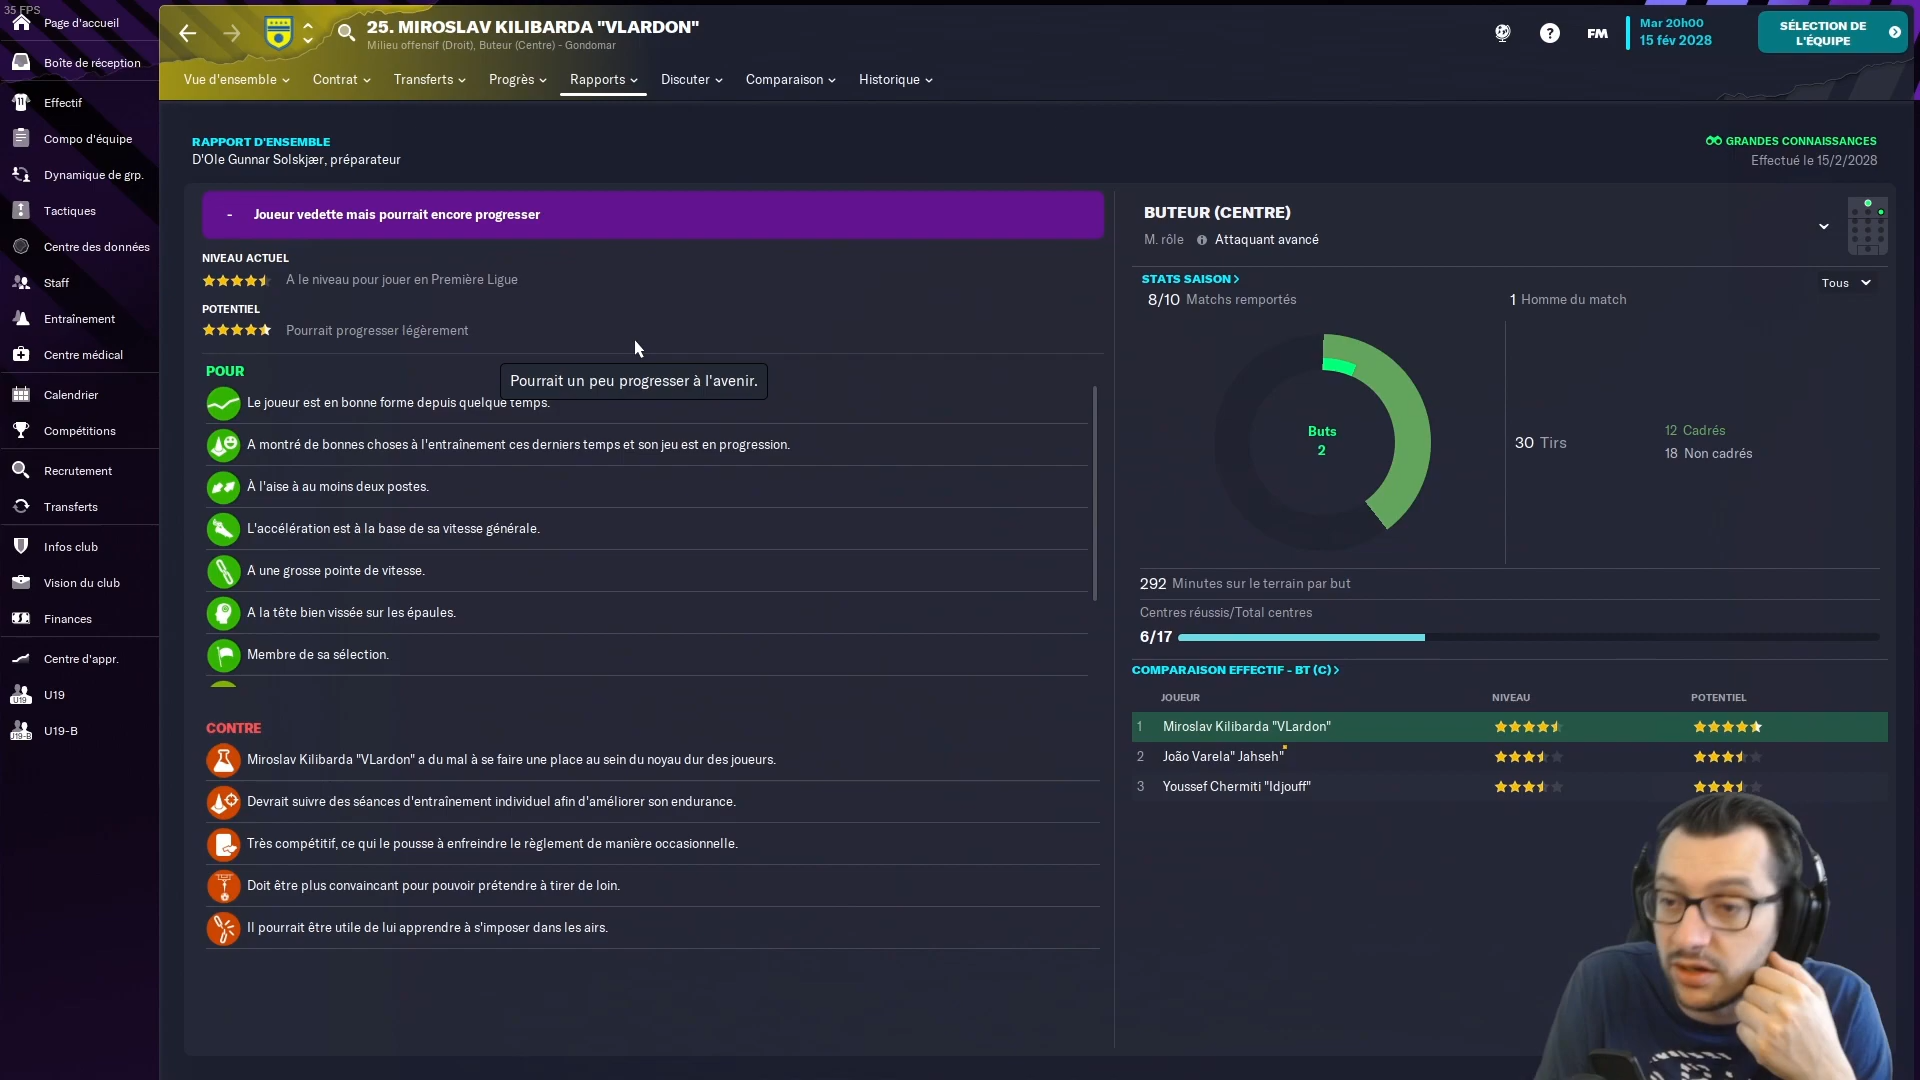 35 FPS
Page d'accueil
Boîte de réception
Effectif
Compo d'équipe
Dynamique de grp.
Tactiques
Centre des données
Staff
Entraînement
Centre médical
Calendrier
Compétitions
Recrutement
Transferts
Infos club
Vision du club
Finances
Centre d'appr.
U19
U19
U19-B
U19-B
25. MIROSLAV KILIBARDA "VLARDON"
Milieu offensif (Droit), Buteur (Centre) - Gondomar
FM
Mar 20h00
15 fév 2028
SÉLECTION DE
L'ÉQUIPE
Vue d'ensemble
Contrat
Transferts
Progrès
Rapports
Discuter
Comparaison
Historique
RAPPORT D'ENSEMBLE
D'Ole Gunnar Solskjær, préparateur
GRANDES CONNAISSANCES
Effectué le 15/2/2028
- Joueur vedette mais pourrait encore progresser
NIVEAU ACTUEL
A le niveau pour jouer en Première Ligue
POTENTIEL
Pourrait progresser légèrement
POUR
Pourrait un peu progresser à l'avenir.
Le joueur est en bonne forme depuis quelque temps.
A montré de bonnes choses à l'entraînement ces derniers temps et son jeu est en progression.
À l'aise à au moins deux postes.
L'accélération est à la base de sa vitesse générale.
A une grosse pointe de vitesse.
A la tête bien vissée sur les épaules.
Membre de sa sélection.
CONTRE
Miroslav Kilibarda "VLardon" a du mal à se faire une place au sein du noyau dur des joueurs.
Devrait suivre des séances d'entraînement individuel afin d'améliorer son endurance.
Très compétitif, ce qui le pousse à enfreindre le règlement de manière occasionnelle.
Doit être plus convaincant pour pouvoir prétendre à tirer de loin.
Il pourrait être utile de lui apprendre à s'imposer dans les airs.
BUTEUR (CENTRE)
M. rôle Attaquant avancé
STATS SAISON
Tous
8/10 Matchs remportés
1 Homme du match
Buts
2
30 Tirs
12 Cadrés
18 Non cadrés
292 Minutes sur le terrain par but
Centres réussis/Total centres
6/17
COMPARAISON EFFECTIF - BT (C)
JOUEUR NIVEAU POTENTIEL
1 Miroslav Kilibarda "VLardon"
2 João Varela" Jahseh"
3 Youssef Chermiti "Idjouff"